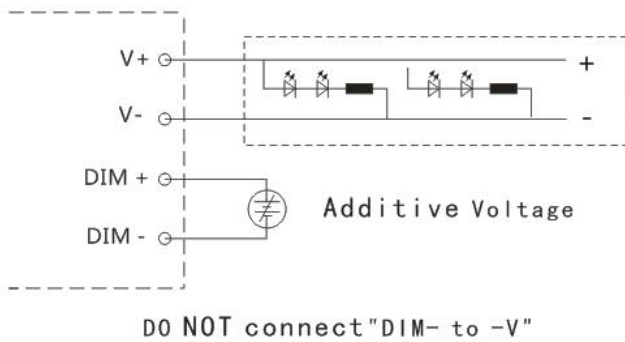 V+
+
V-
-
DIM +
Additive Voltage
DIM -
DO NOT connect"DIM- to -V"